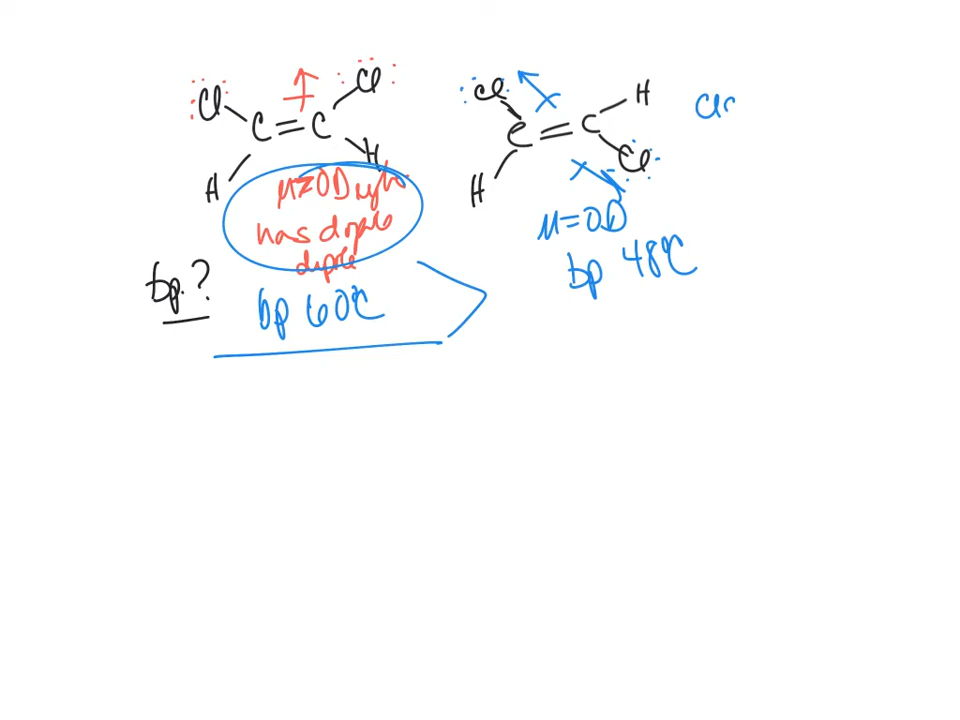 Cl Cl
C=C
H H
μ≠0D
has dipole
dipole
bp 60°C
bp.?
Cl H
C=C
H Cl
μ=0D
bp 48°C